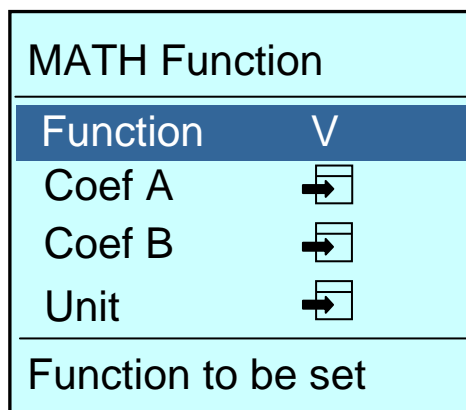 MATH Function
Function V
Coef A
Coef B
Unit
Function to be set